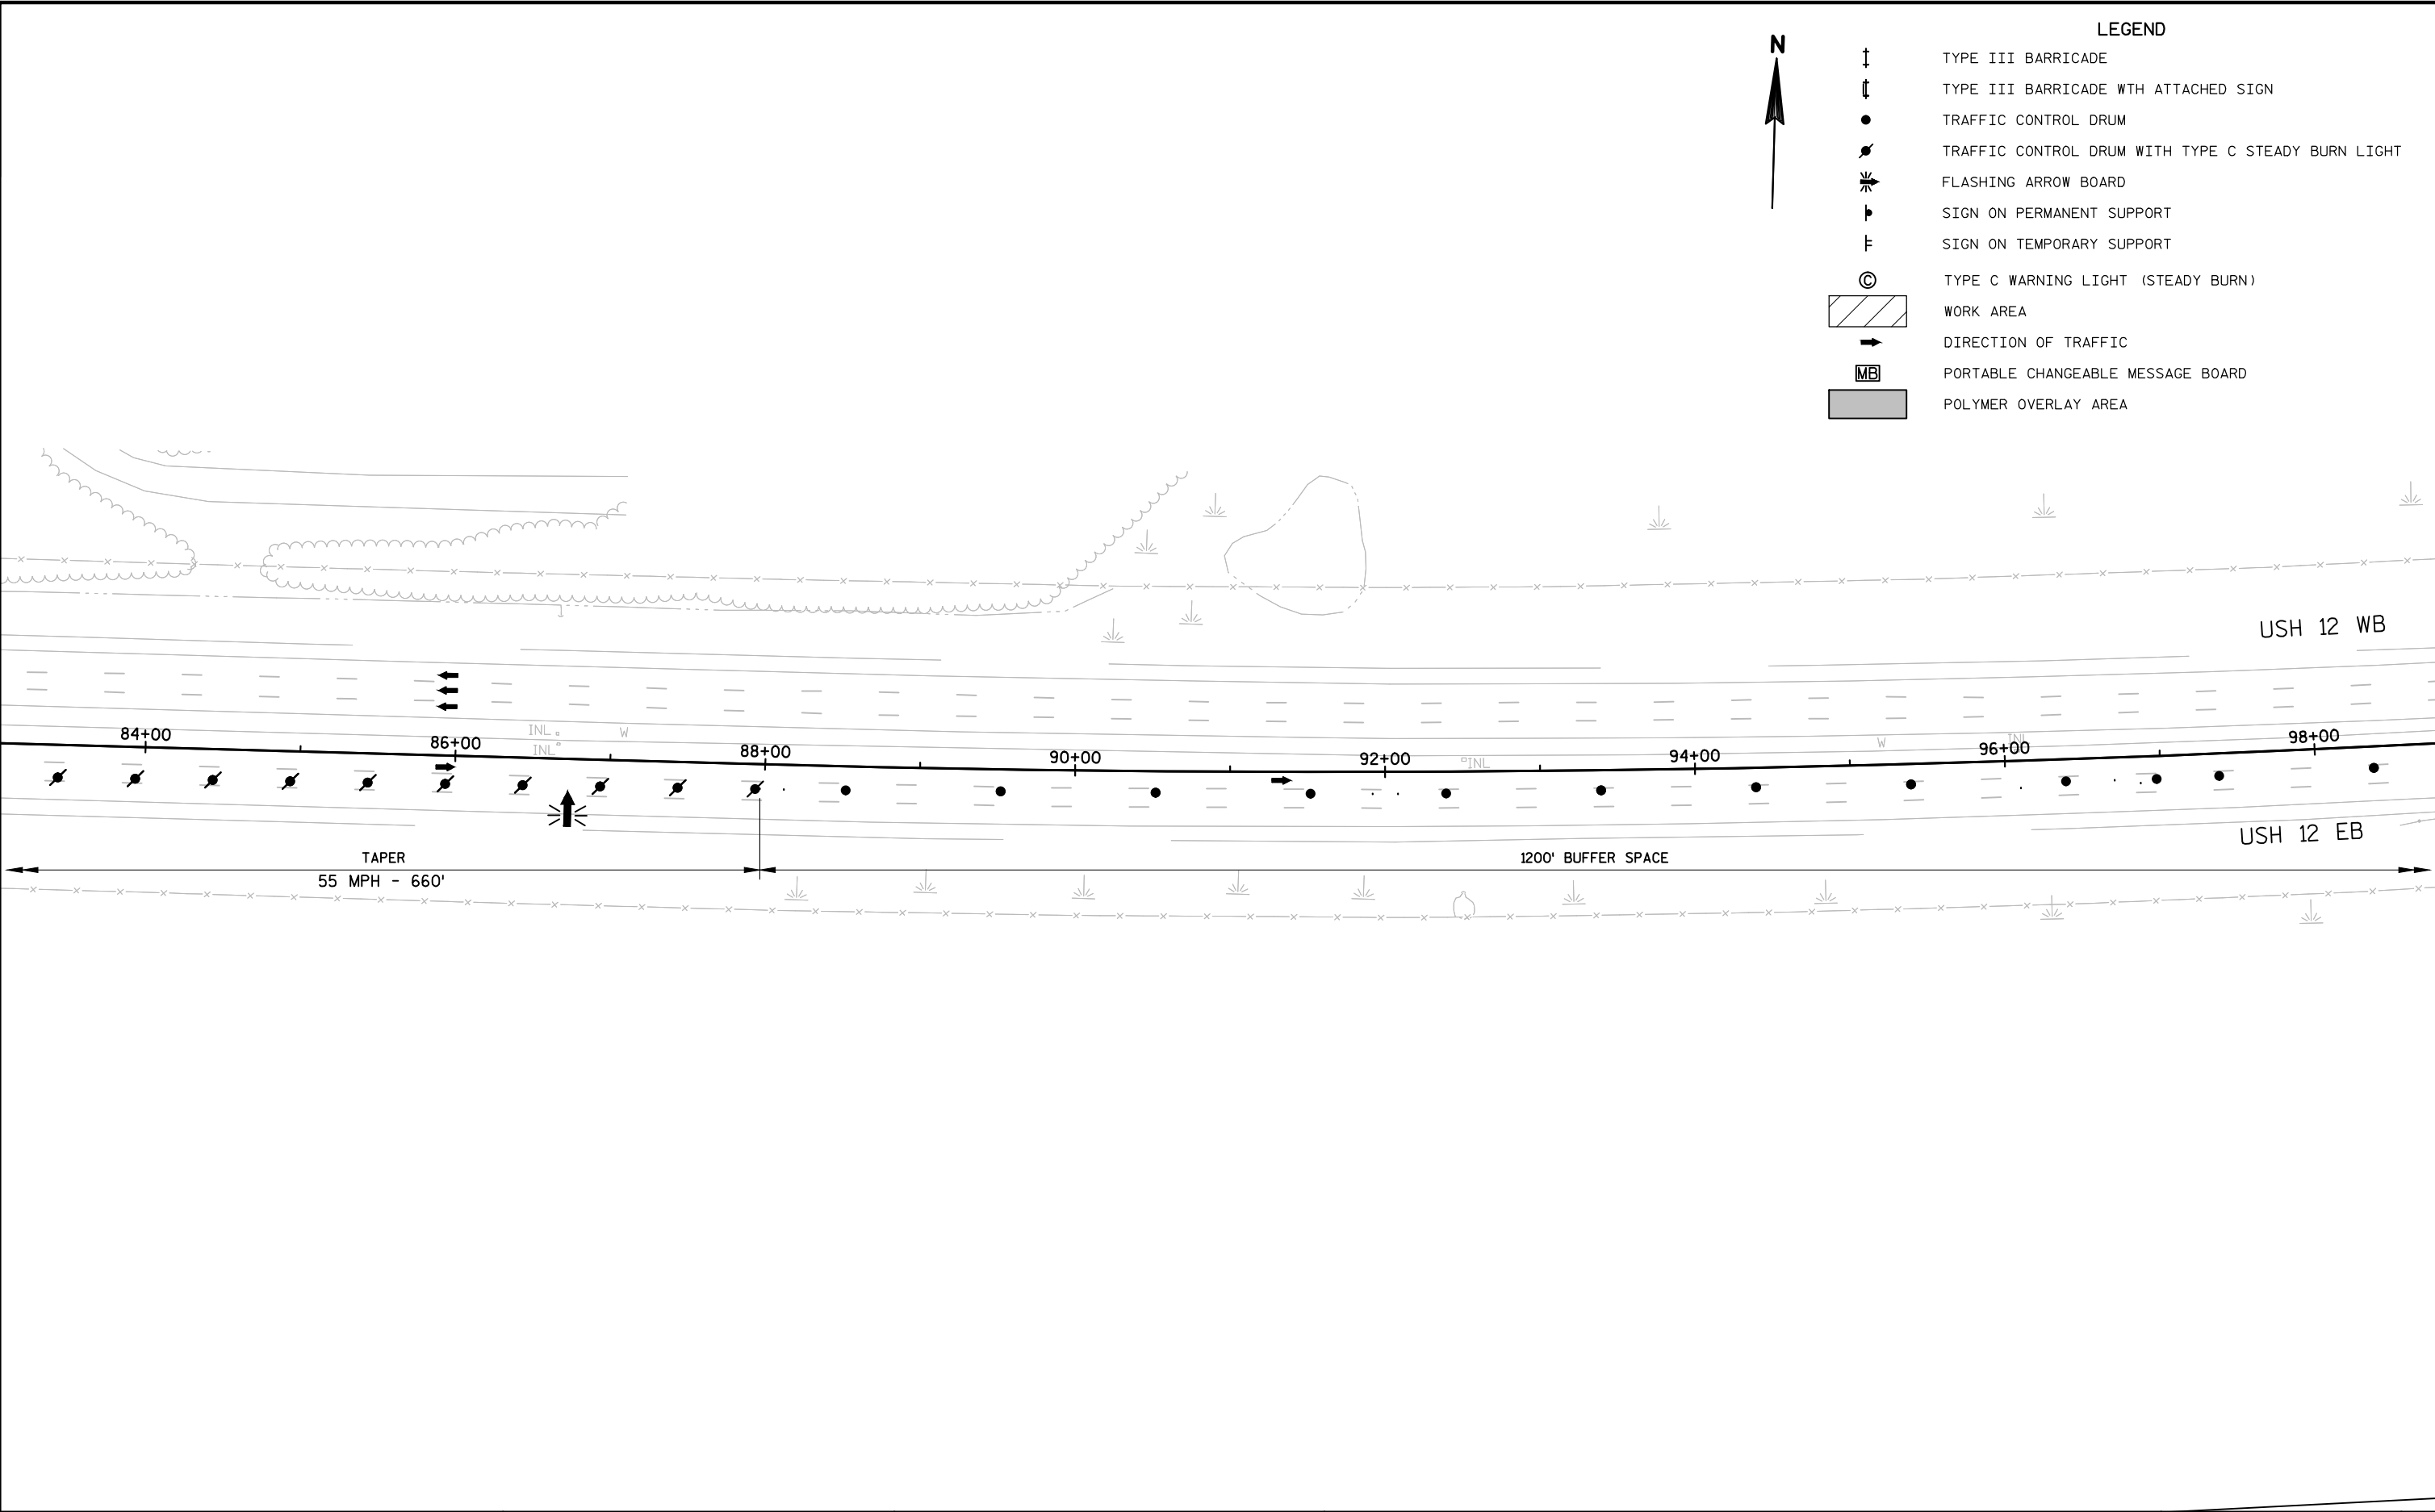 LEGEND
N
TYPE III BARRICADE
TYPE III BARRICADE WTH ATTACHED SIGN
TRAFFIC CONTROL DRUM
TRAFFIC CONTROL DRUM WITH TYPE C STEADY BURN LIGHT
FLASHING ARROW BOARD
SIGN ON PERMANENT SUPPORT
SIGN ON TEMPORARY SUPPORT
© TYPE C WARNING LIGHT (STEADY BURN)
WORK AREA
DIRECTION OF TRAFFIC
MB PORTABLE CHANGEABLE MESSAGE BOARD
POLYMER OVERLAY AREA
USH 12 WB
INL W
INL
W INL
INL
84+00 86+00 88+00 90+00 92+00 94+00 96+00 98+00
USH 12 EB
TAPER
55 MPH - 660'
1200' BUFFER SPACE